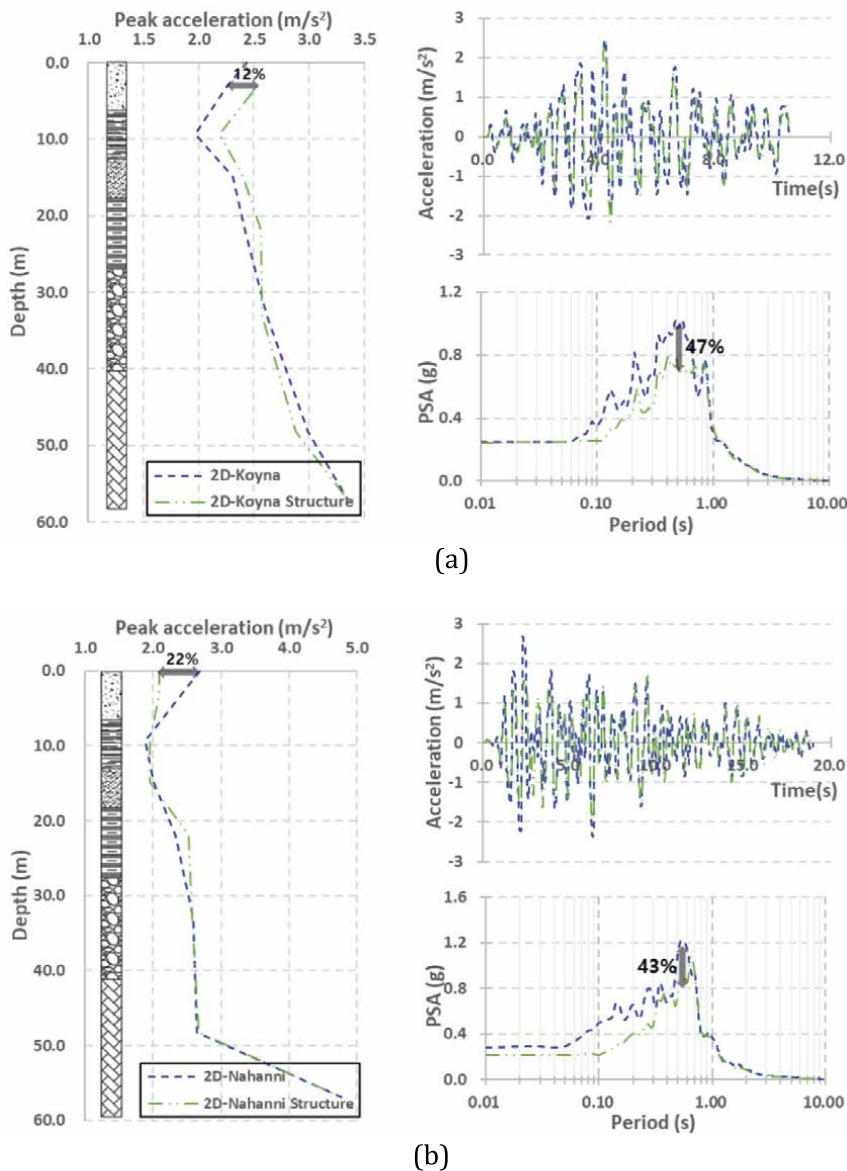 Peak acceleration (m/s²)
1.0 1.5 2.0 2.5 3.0 3.5
0.0
12%
10.0
20.0
30.0
40.0
50.0
60.0
Depth (m)
2D-Koyna
2D-Koyna Structure
3
2
1
0
-1
-2
-3
Acceleration (m/s²)
0.0 4.0 8.0 12.0
Time(s)
1.2
0.8
0.4
0.0
PSA (g)
47%
0.01 0.10 1.00 10.00
Period (s)
(a)
Peak acceleration (m/s²)
1.0 2.0 3.0 4.0 5.0
0.0
22%
10.0
20.0
30.0
40.0
50.0
60.0
Depth (m)
2D-Nahanni
2D-Nahanni Structure
3
2
1
0
-1
-2
-3
Acceleration (m/s²)
0.0 5.0 10.0 15.0 20.0
Time(s)
1.6
1.2
0.8
0.4
0.0
PSA (g)
43%
0.01 0.10 1.00 10.00
Period (s)
(b)